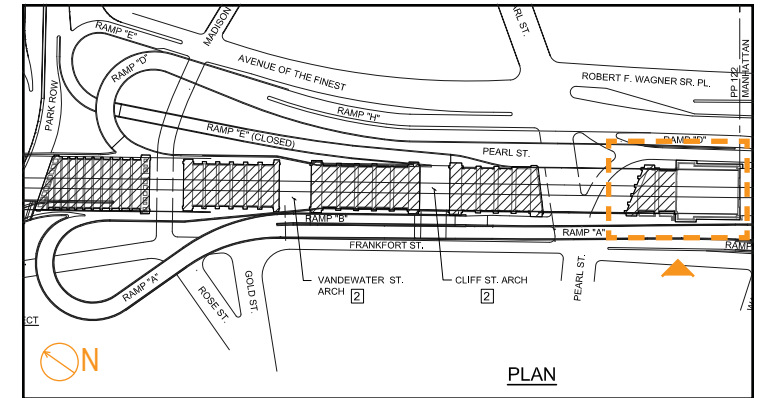 RAMP "E"
MADISON
RL ST.
RAMP "D"
AVENUE OF THE FINEST
ROBERT F. WAGNER SR. PL.
PP 122
MANHATTAN
PARK ROW
RAMP "H"
RAMP "E" (CLOSED)
PEARL ST.
RAMP "D"
RAMP "B"
RAMP "A"
FRANKFORT ST.
RAMP
RAMP "A"
ROSE ST.
GOLD ST.
VANDEWATER ST.
ARCH
2
CLIFF ST. ARCH
2
PEARL ST.
CT
N
PLAN